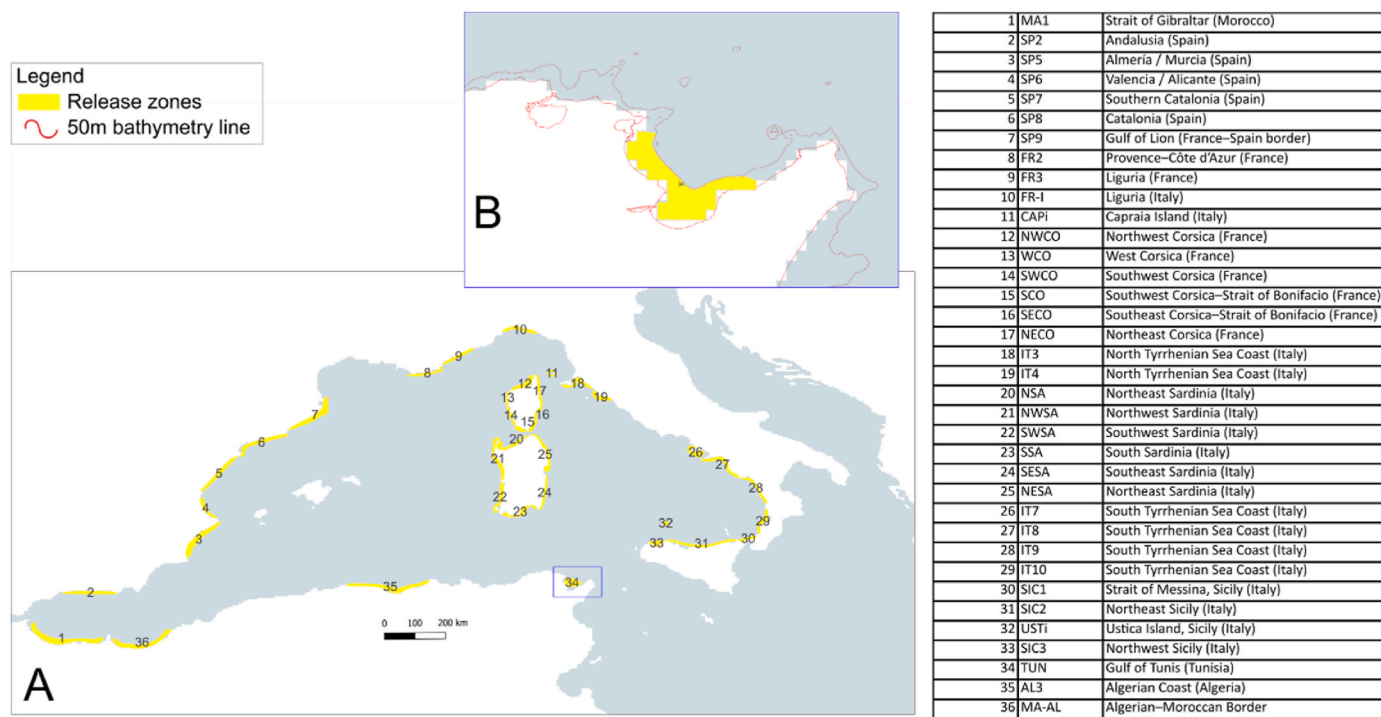 Legend
Release zones
50m bathymetry line
B
A
10
9
8
11
12
17
18
13
19
7
14
16
15
6
20
26
21
25
27
5
28
22
24
4
23
32
29
3
33
31
30
34
35
2
1
36
0 100 200 km
1 MA1 Strait of Gibraltar (Morocco)
2 SP2 Andalusia (Spain)
3 SP5 Almería / Murcia (Spain)
4 SP6 Valencia / Alicante (Spain)
5 SP7 Southern Catalonia (Spain)
6 SP8 Catalonia (Spain)
7 SP9 Gulf of Lion (France–Spain border)
8 FR2 Provence–Côte d’Azur (France)
9 FR3 Liguria (France)
10 FR-I Liguria (Italy)
11 CAPi Capraia Island (Italy)
12 NWCO Northwest Corsica (France)
13 WCO West Corsica (France)
14 SWCO Southwest Corsica (France)
15 SCO Southwest Corsica–Strait of Bonifacio (France)
16 SECO Southeast Corsica–Strait of Bonifacio (France)
17 NECO Northeast Corsica (France)
18 IT3 North Tyrrhenian Sea Coast (Italy)
19 IT4 North Tyrrhenian Sea Coast (Italy)
20 NSA Northeast Sardinia (Italy)
21 NWSA Northwest Sardinia (Italy)
22 SWSA Southwest Sardinia (Italy)
23 SSA South Sardinia (Italy)
24 SESA Southeast Sardinia (Italy)
25 NESA Northeast Sardinia (Italy)
26 IT7 South Tyrrhenian Sea Coast (Italy)
27 IT8 South Tyrrhenian Sea Coast (Italy)
28 IT9 South Tyrrhenian Sea Coast (Italy)
29 IT10 South Tyrrhenian Sea Coast (Italy)
30 SIC1 Strait of Messina, Sicily (Italy)
31 SIC2 Northeast Sicily (Italy)
32 USTi Ustica Island, Sicily (Italy)
33 SIC3 Northwest Sicily (Italy)
34 TUN Gulf of Tunis (Tunisia)
35 AL3 Algerian Coast (Algeria)
36 MA-AL Algerian–Moroccan Border